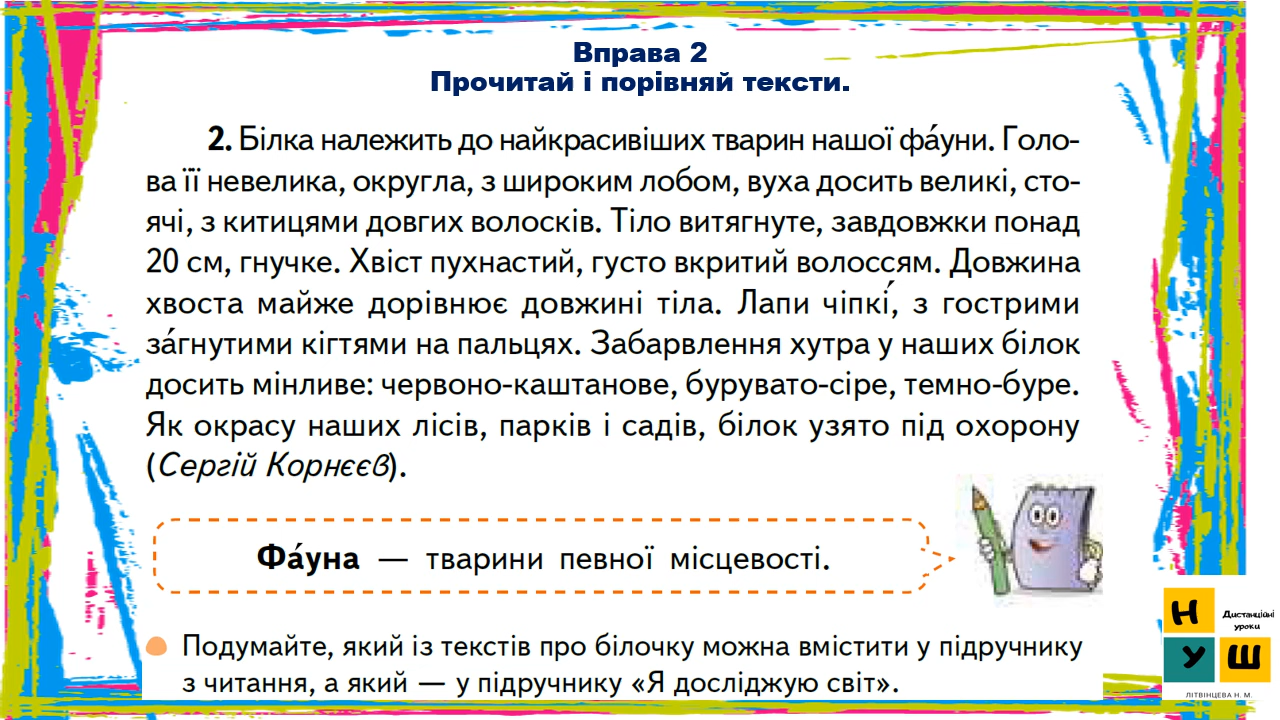 Вправа 2
Прочитай і порівняй тексти.
2. Білка належить до найкрасивіших тварин нашої фа́уни. Голо-
ва її невелика, округла, з широким лобом, вуха досить великі, сто-
ячі, з китицями довгих волосків. Тіло витягнуте, завдовжки понад
20 см, гнучке. Хвіст пухнастий, густо вкритий волоссям. Довжина
хвоста майже дорівнює довжині тіла. Лапи чіпкі́, з гострими
за́гнутими кігтями на пальцях. Забарвлення хутра у наших білок
досить мінливе: червоно-каштанове, бурувато-сіре, темно-буре.
Як окрасу наших лісів, парків і садів, білок узято під охорону
(Сергій Корнєєв).
Фа́уна — тварини певної місцевості.
Подумайте, який із текстів про білочку можна вмістити у підручнику
з читання, а який — у підручнику «Я досліджую світ».
Н
Дистанційні
уроки
У Ш
ЛІТВІНЦЕВА Н. М.